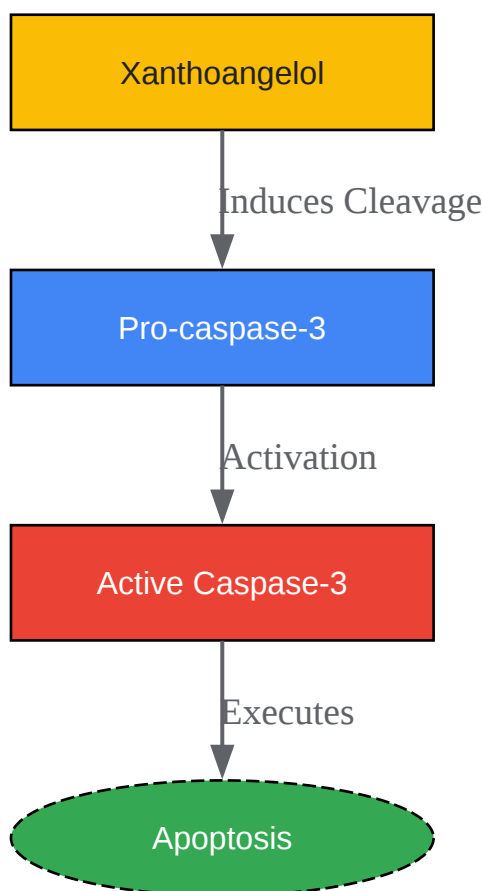 Xanthoangelol
Induces Cleavage
Pro-caspase-3
Activation
Active Caspase-3
Executes
Apoptosis